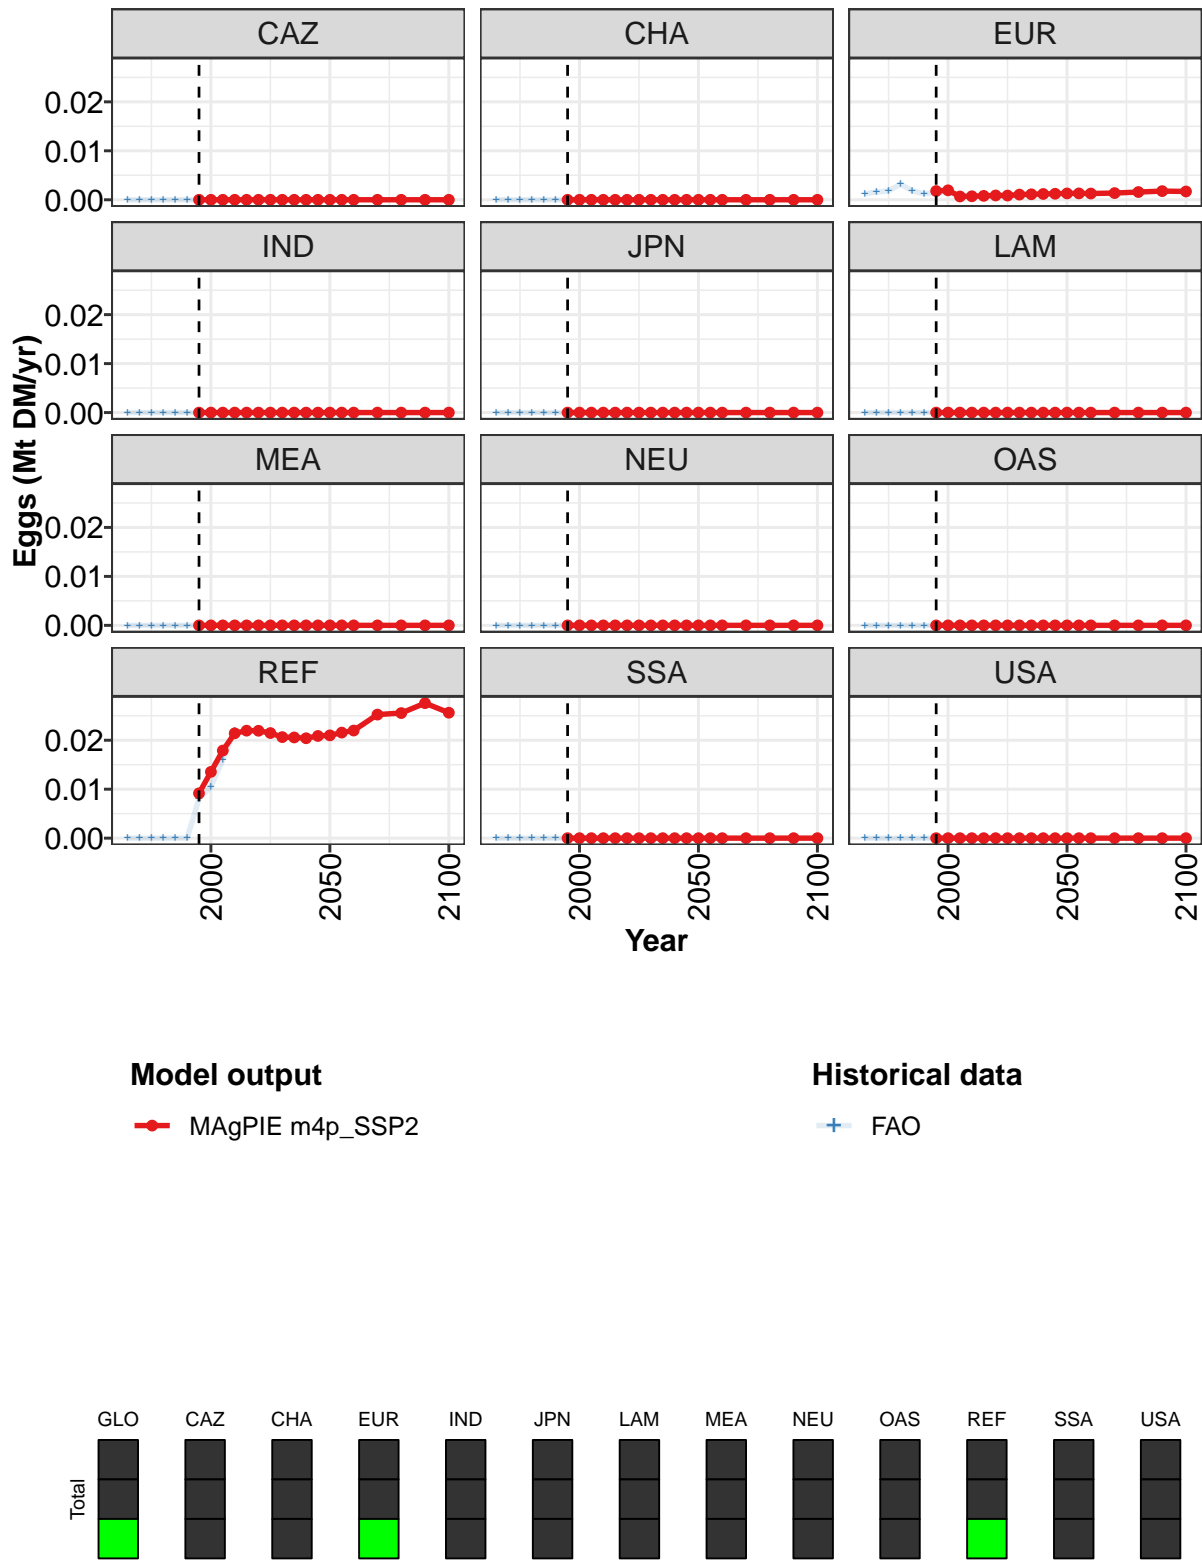 CAZ CHA EUR
0.02
0.01
0.00
IND JPN LAM
0.02
0.01
0.00
MEA NEU OAS
0.02
0.01
0.00
REF SSA USA
0.02
0.01
0.00
Eggs (Mt DM/yr)
2000 2050 2100 2000 2050 2100 2000 2050 2100
Year
Model output
MAgPIE m4p_SSP2
Historical data
FAO
GLO CAZ CHA EUR IND JPN LAM MEA NEU OAS REF SSA USA
Total